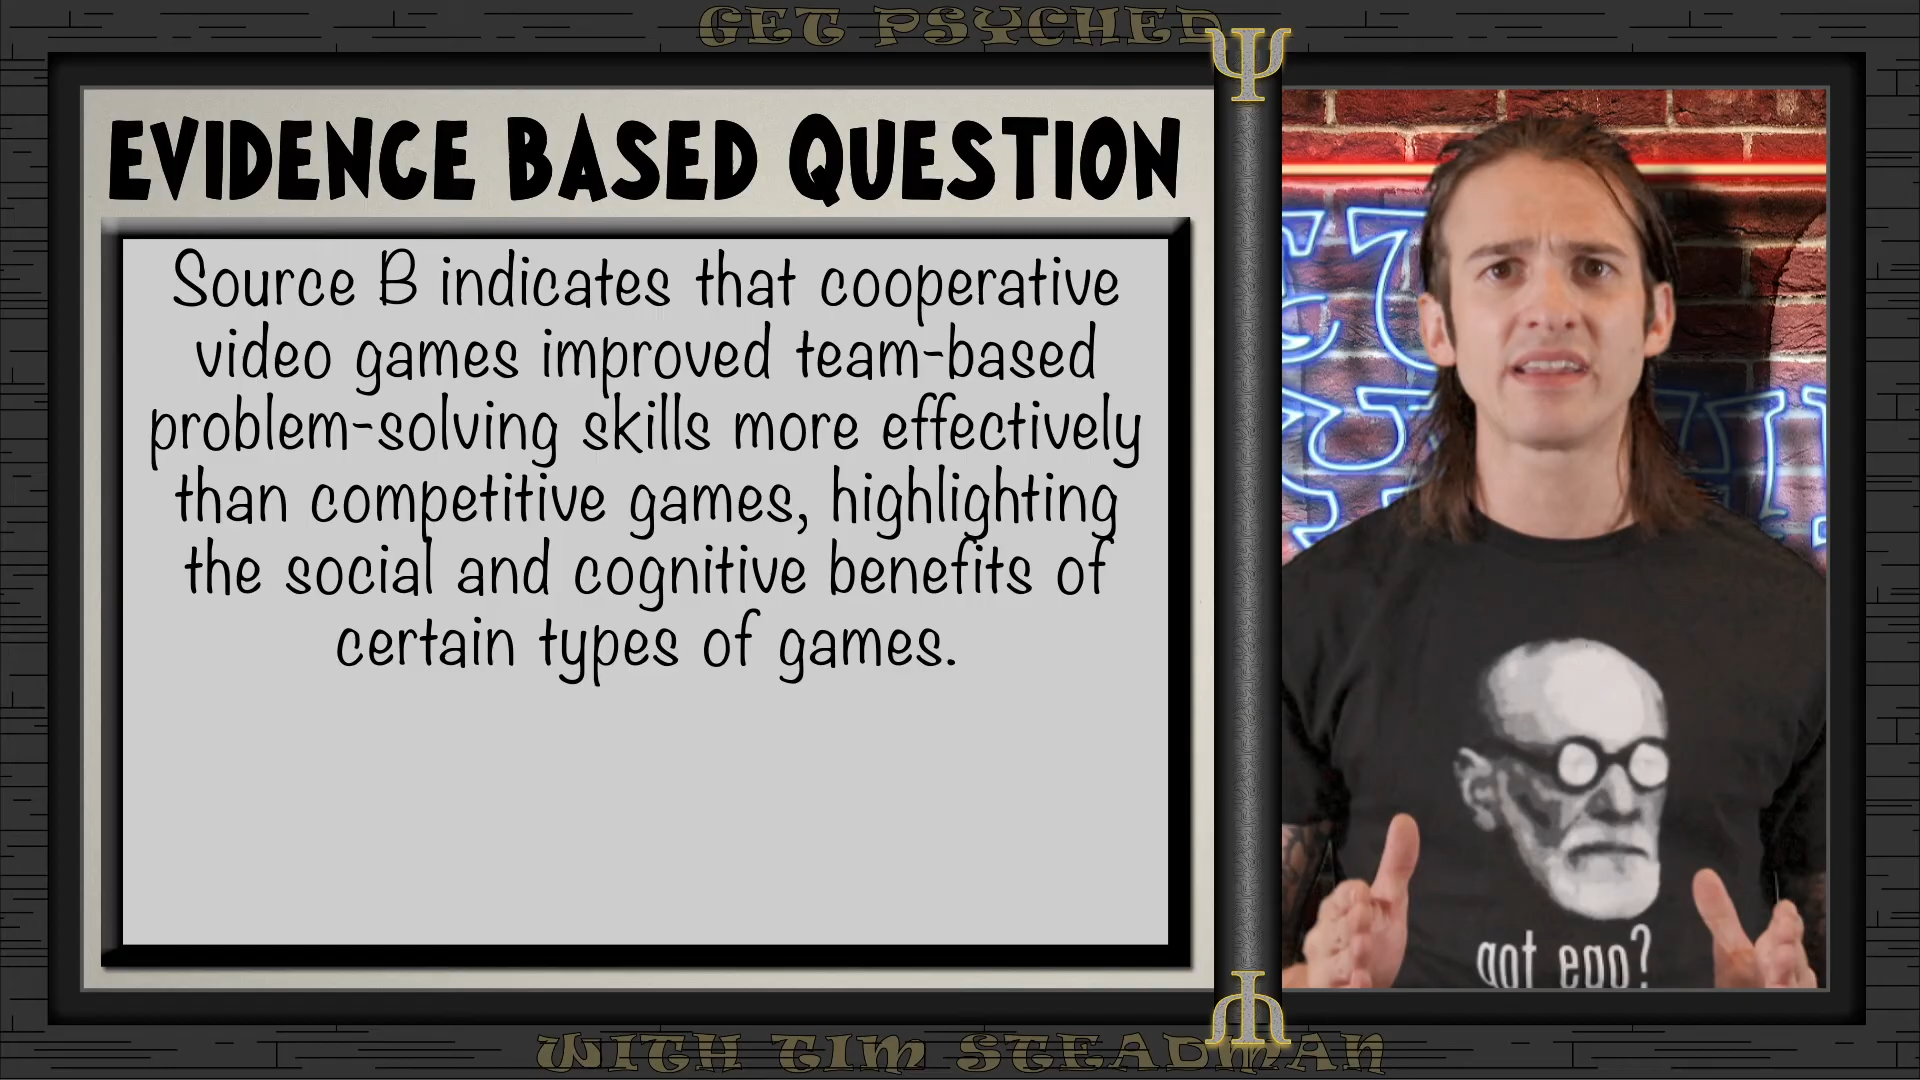 GET PSYCHED
EVIDENCE BASED QUESTION
Source B indicates that cooperative
video games improved team-based
problem-solving skills more effectively
than competitive games, highlighting
the social and cognitive benefits of
certain types of games.
got ego?
WITH TIM STEADMAN